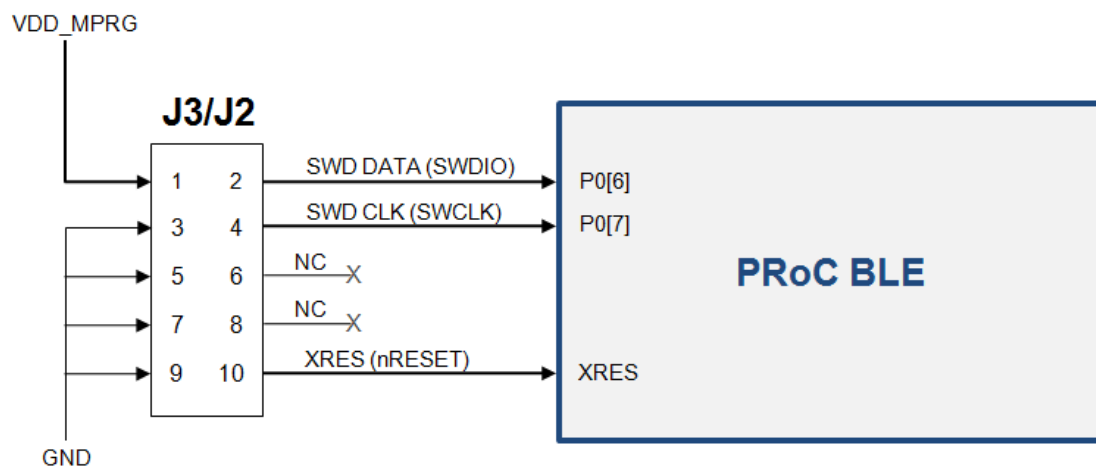 VDD_MPRG
J3/J2
1 2 SWD DATA (SWDIO) P0[6]
3 4 SWD CLK (SWCLK) P0[7]
5 6 NC X
7 8 NC X
PRoC BLE
9 10 XRES (nRESET) XRES
GND